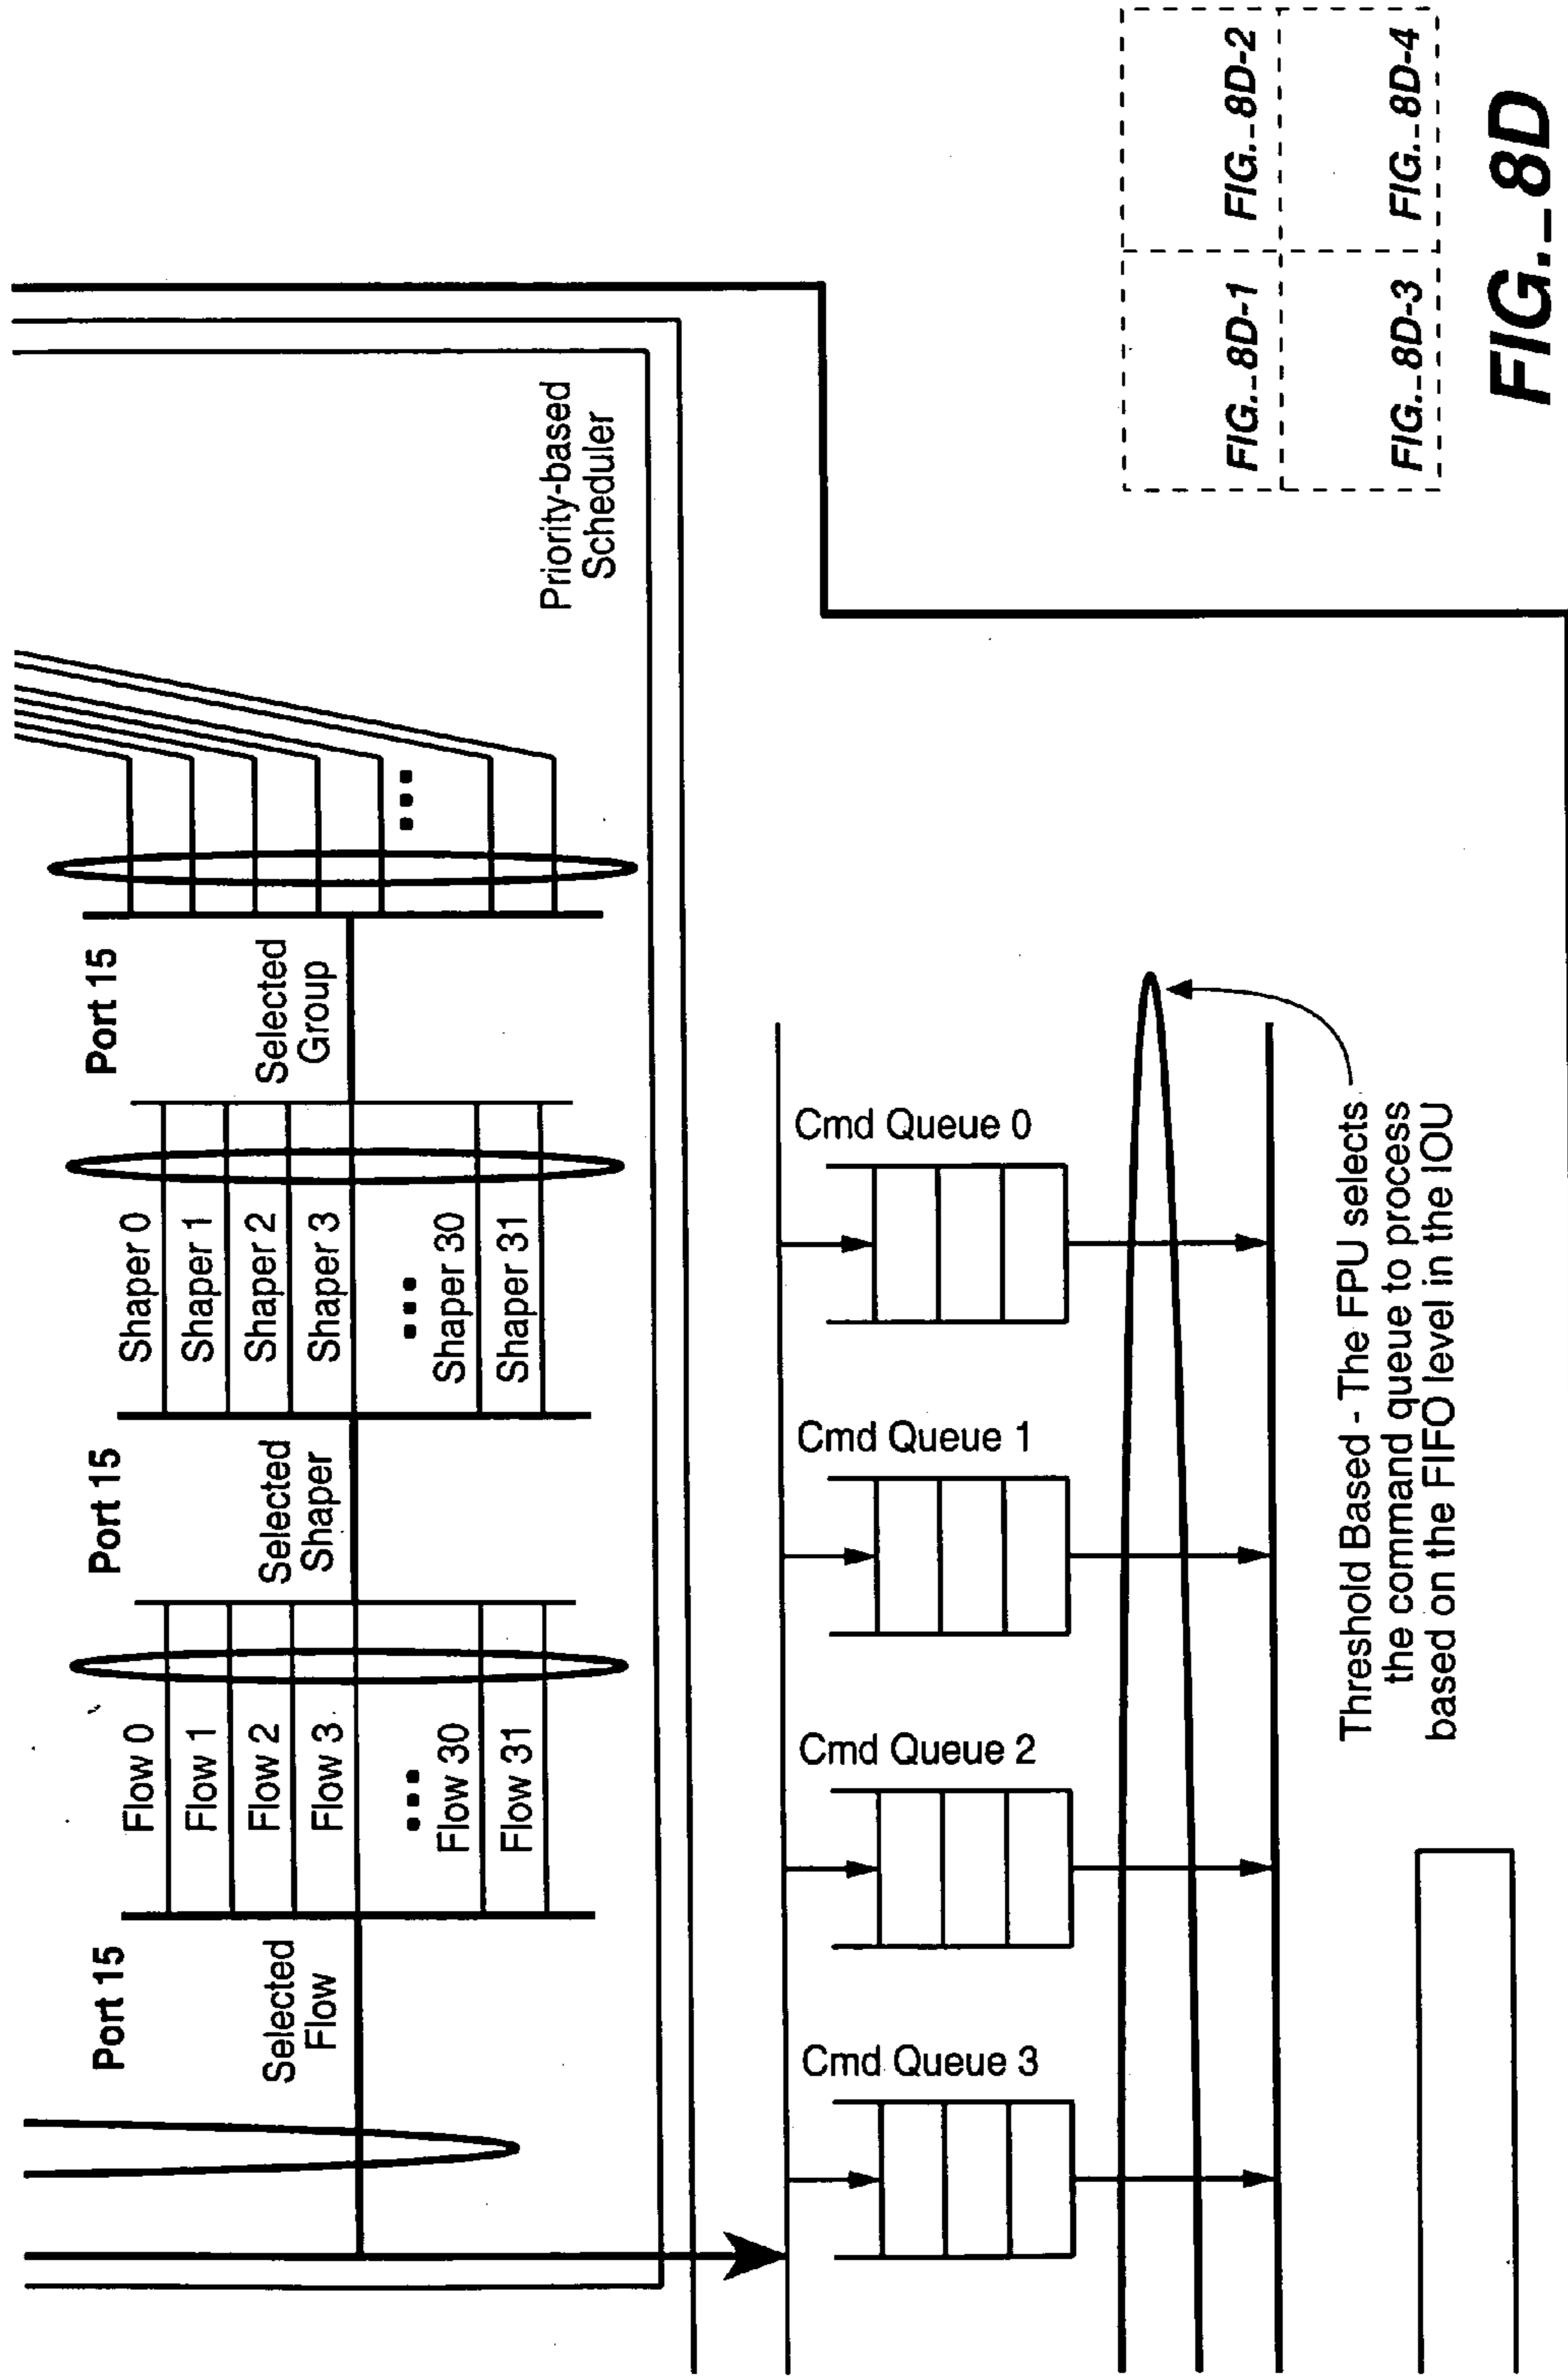 Port 15
Selected
Flow
Flow 0
Flow 1
Flow 2
Flow 3
Flow 30
Flow 31
Port 15
Selected
Shaper
Shaper 0
Shaper 1
Shaper 2
Shaper 3
Shaper 30
Shaper 31
Port 15
Selected
Group
Priority-based
Scheduler
Cmd Queue 3
Cmd Queue 2
Cmd Queue 1
Cmd Queue 0
Threshold Based - The FPU selects
the command queue to process
based on the FIFO level in the IOU
FIG._8D-1
FIG._8D-2
FIG._8D-3
FIG._8D-4
FIG._8D